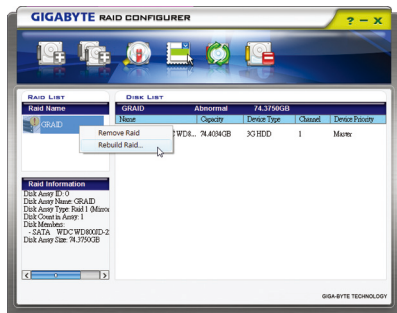 GIGABYTE RAID CONFIGURER
? – X
RAID LIST
DISK LIST
Raid Name
GRAID Abnormal 74.3750GB
Name Capacity Device Type Channel Device Priority
GRAID
WD8... 74.4034GB 3G HDD 1 Master
Remove Raid
Rebuild Raid...
Raid Information
Disk Array ID: 0
Disk Array Name: GRAID
Disk Array Type: Raid 1 (Mirror
Disk Count in Array: 1
Disk Members:
- SATA WDC WD800JD-2
Disk Array Size: 74.3750GB
GIGA-BYTE TECHNOLOGY